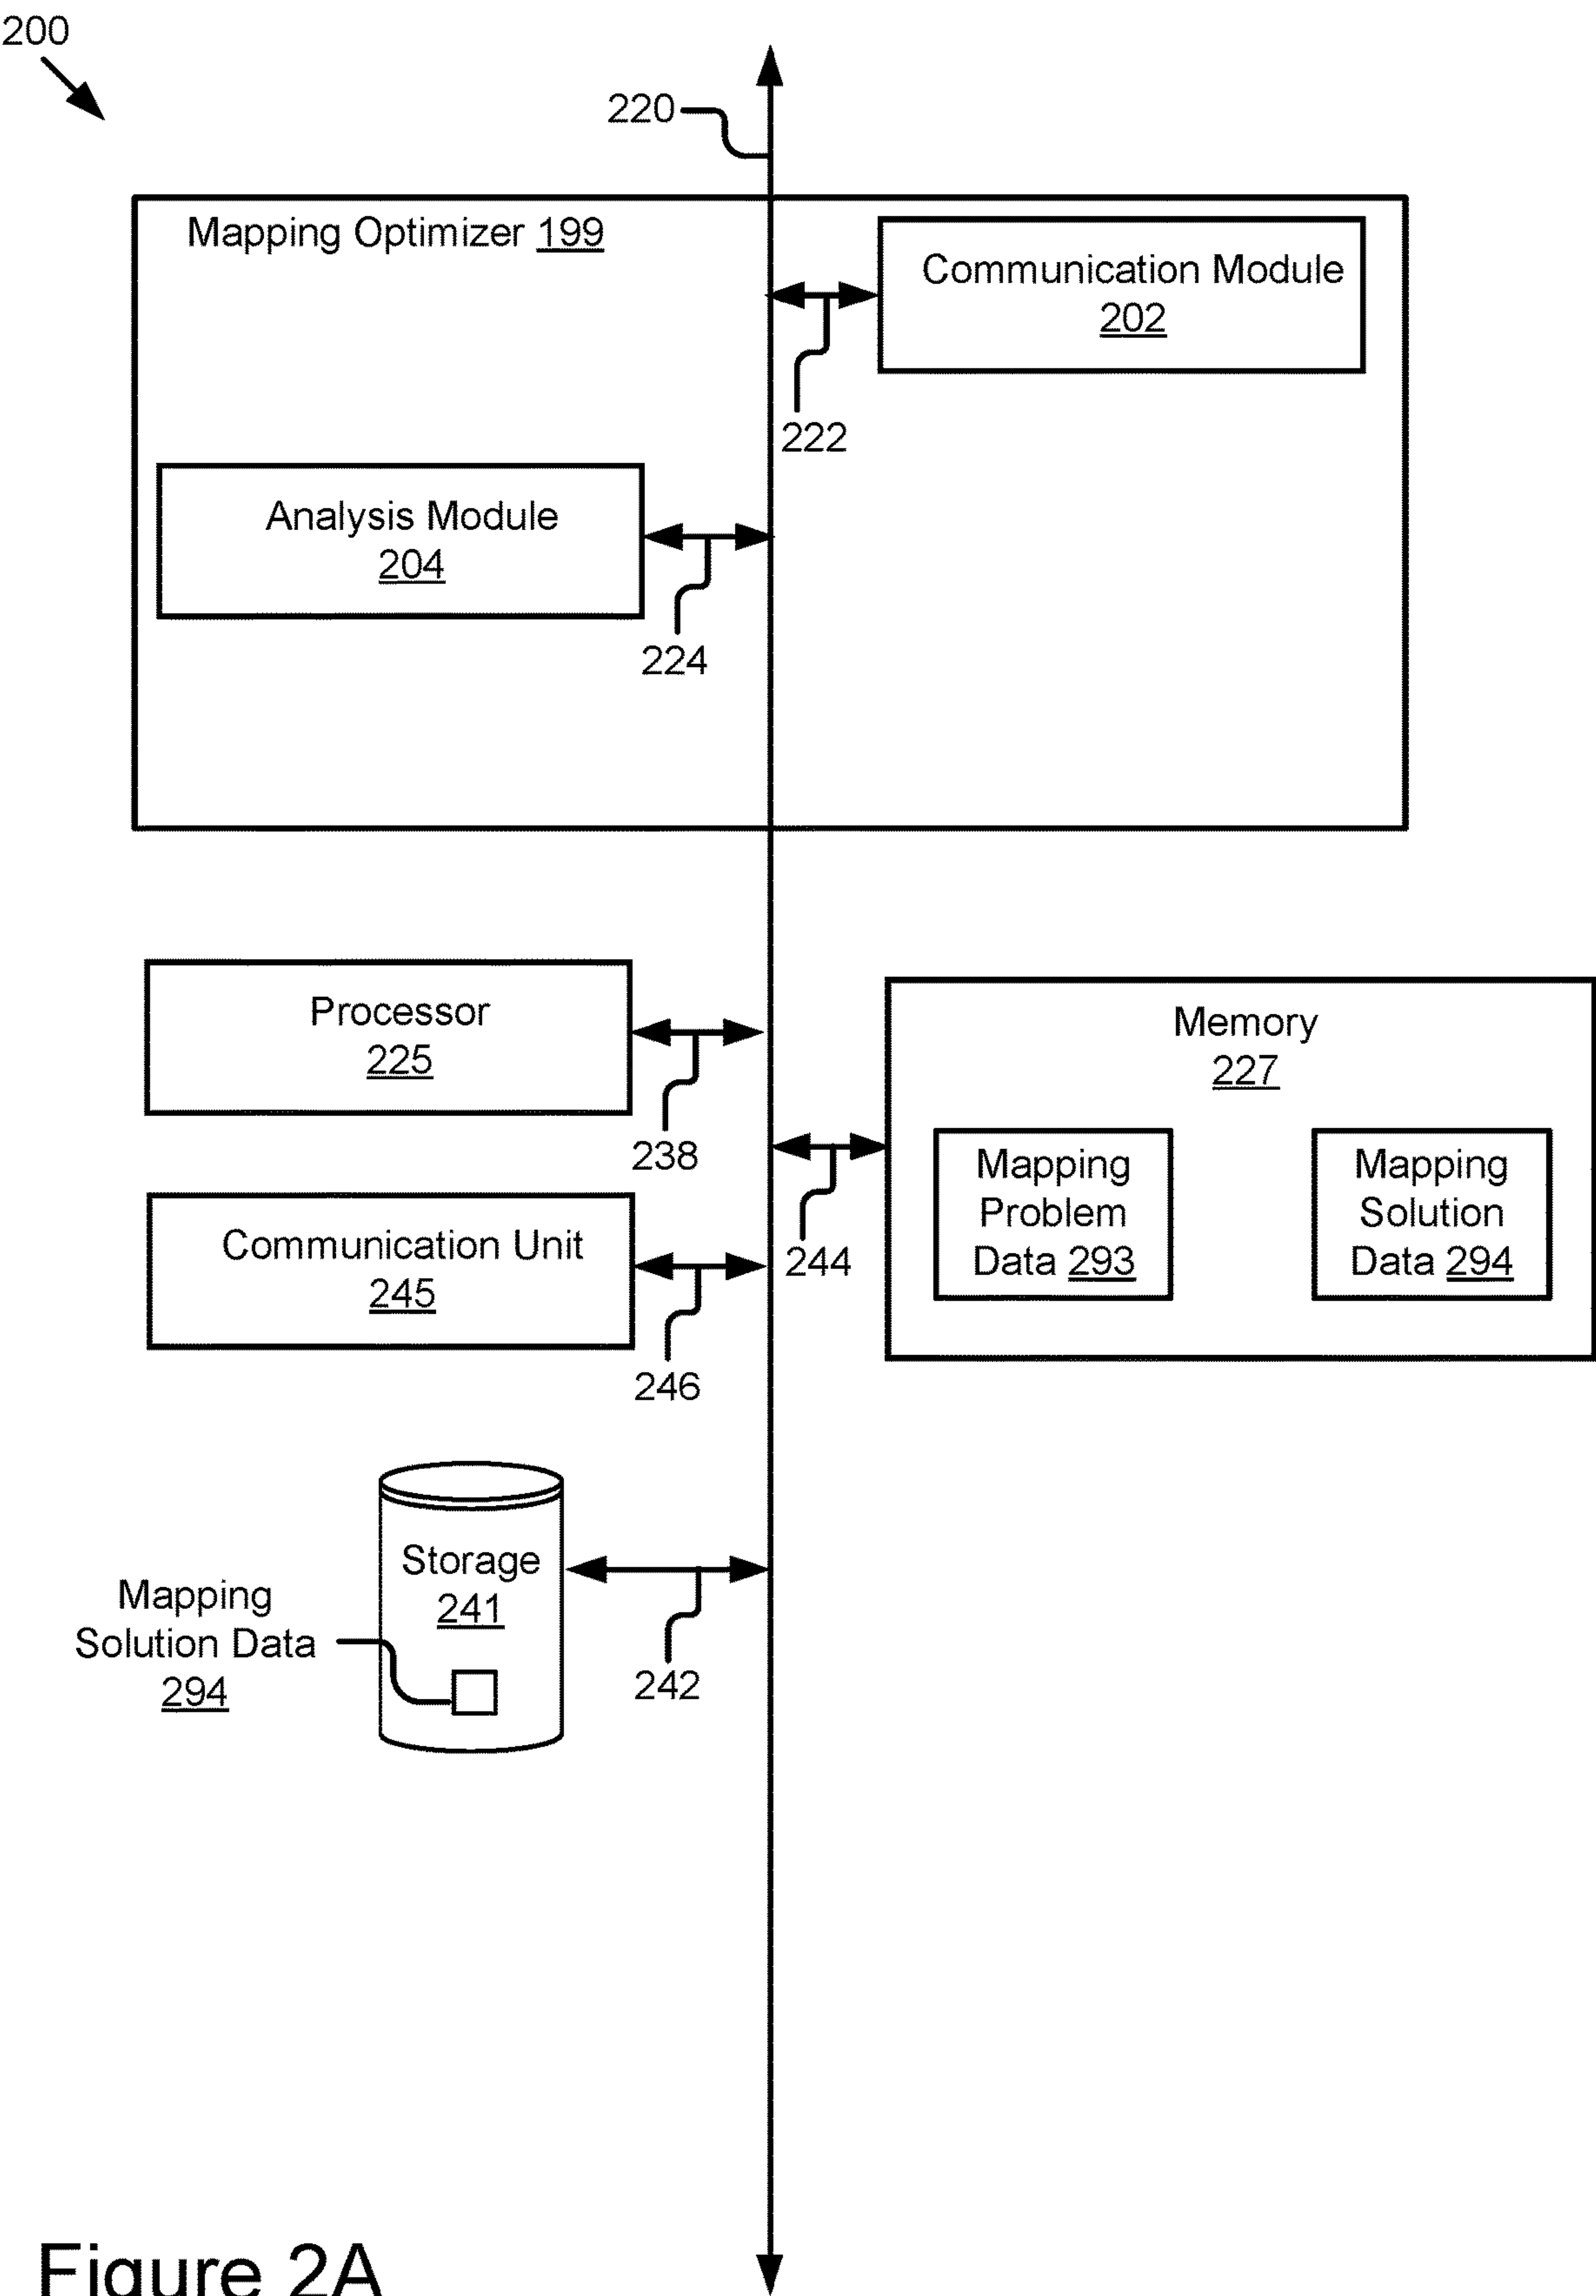 200
220
Mapping Optimizer 199
Communication Module
202
222
Analysis Module
204
224
Processor
225
238
Memory
227
Mapping
Problem
Data 293
Mapping
Solution
Data 294
244
Communication Unit
245
246
Storage
241
Mapping
Solution Data
294
242
Figure 2A